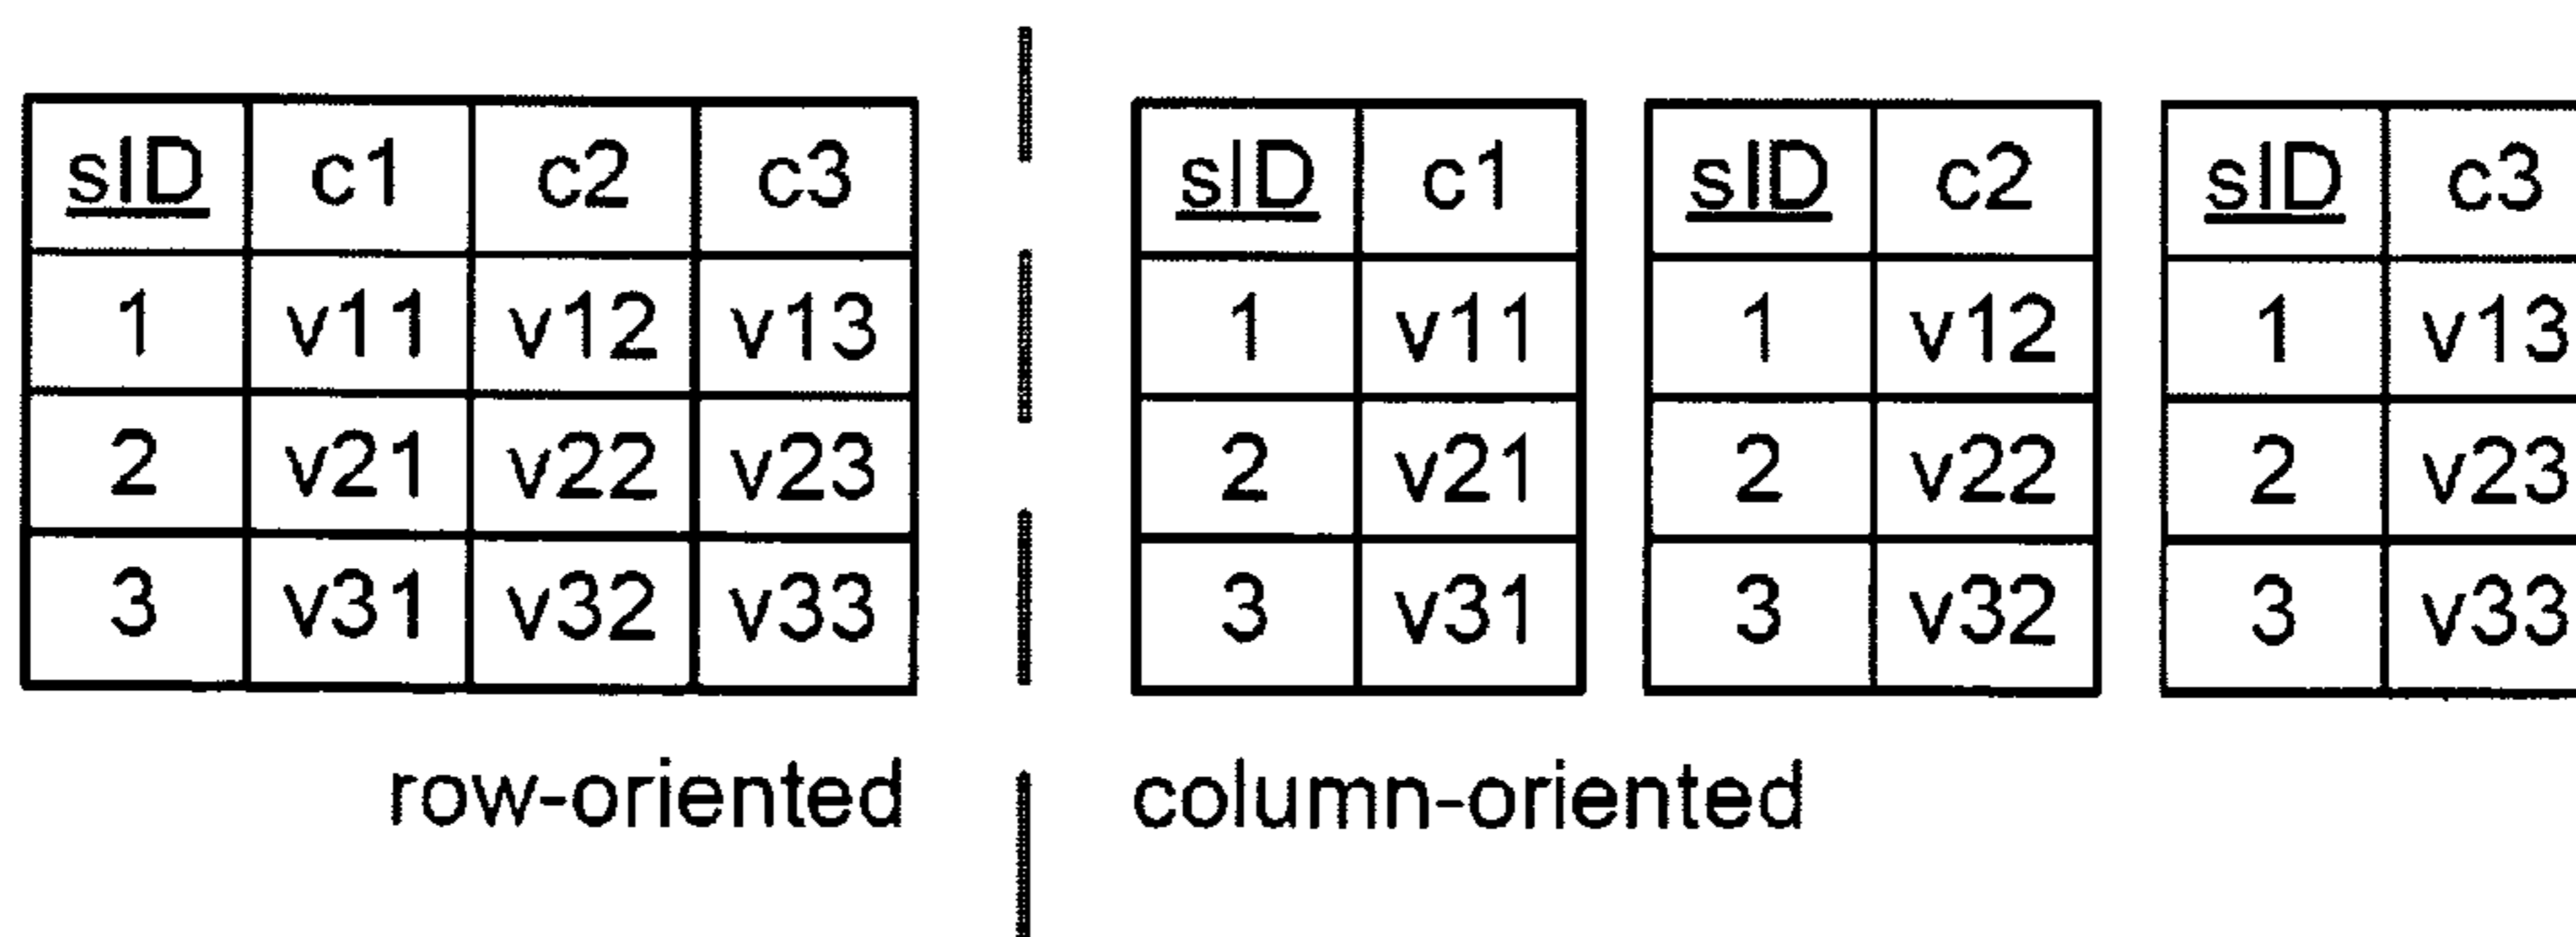 sID c1 c2 c3
1 v11 v12 v13
2 v21 v22 v23
3 v31 v32 v33
row-oriented
sID c1
1 v11
2 v21
3 v31
sID c2
1 v12
2 v22
3 v32
sID c3
1 v13
2 v23
3 v33
column-oriented